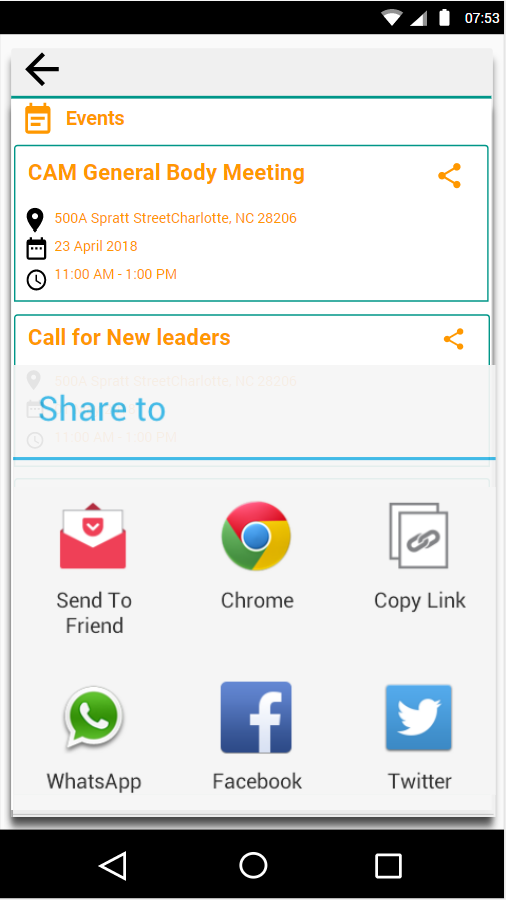 07:53
Events
CAM General Body Meeting
500A Spratt StreetCharlotte, NC 28206
23 April 2018
11:00 AM - 1:00 PM
Call for New leaders
500A Spratt StreetCharlotte, NC 28206
Share to
11:00 AM - 1:00 PM
Send To
Friend
Chrome
Copy Link
WhatsApp
Facebook
Twitter